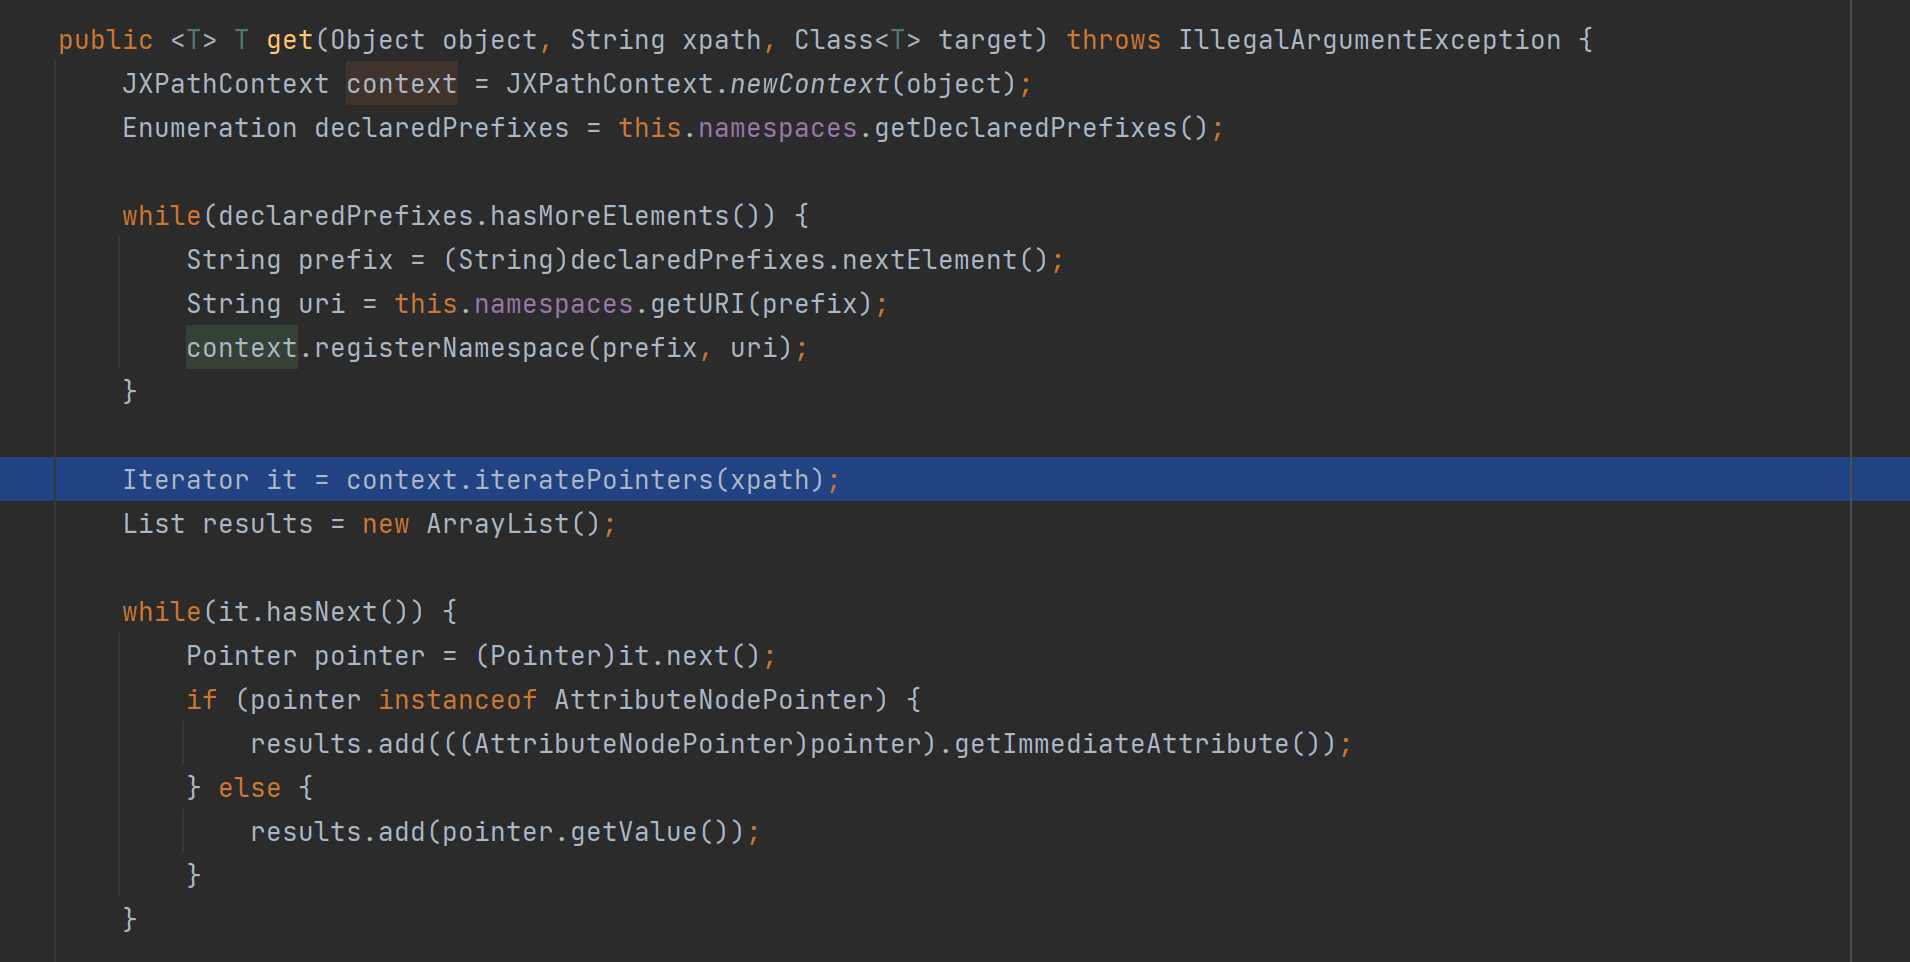 public <T> T get(Object object, String xpath, Class<T> target) throws IllegalArgumentException {
JXPathContext context = JXPathContext.newContext(object);
Enumeration declaredPrefixes = this.namespaces.getDeclaredPrefixes();
while(declaredPrefixes.hasMoreElements()) {
String prefix = (String)declaredPrefixes.nextElement();
String uri = this.namespaces.getURI(prefix);
context.registerNamespace(prefix, uri);
}
Iterator it = context.iteratePointers(xpath);
List results = new ArrayList();
while(it.hasNext()) {
Pointer pointer = (Pointer)it.next();
if (pointer instanceof AttributeNodePointer) {
results.add(((AttributeNodePointer)pointer).getImmediateAttribute());
} else {
results.add(pointer.getValue());
}
}